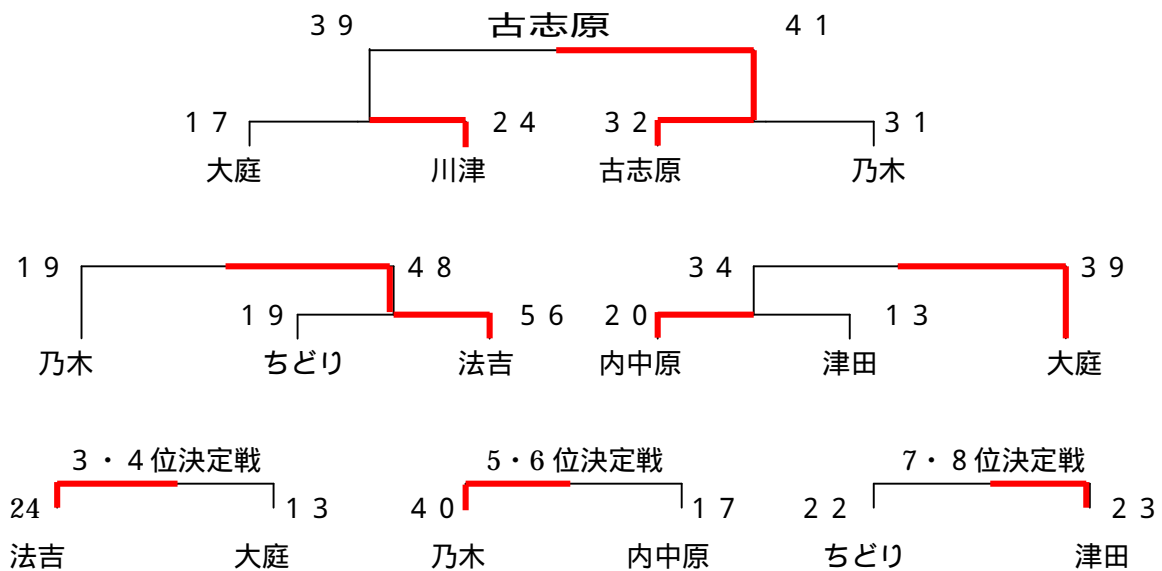 39 古志原 41
17 24 32 31
大庭 川津 古志原 乃木
19 48 34 39
19 56 20 13
乃木 ちどり 法吉 内中原 津田 大庭
3・4位決定戦 5・6位決定戦 7・8位決定戦
24 13 40 17 22 23
法吉 大庭 乃木 内中原 ちどり 津田